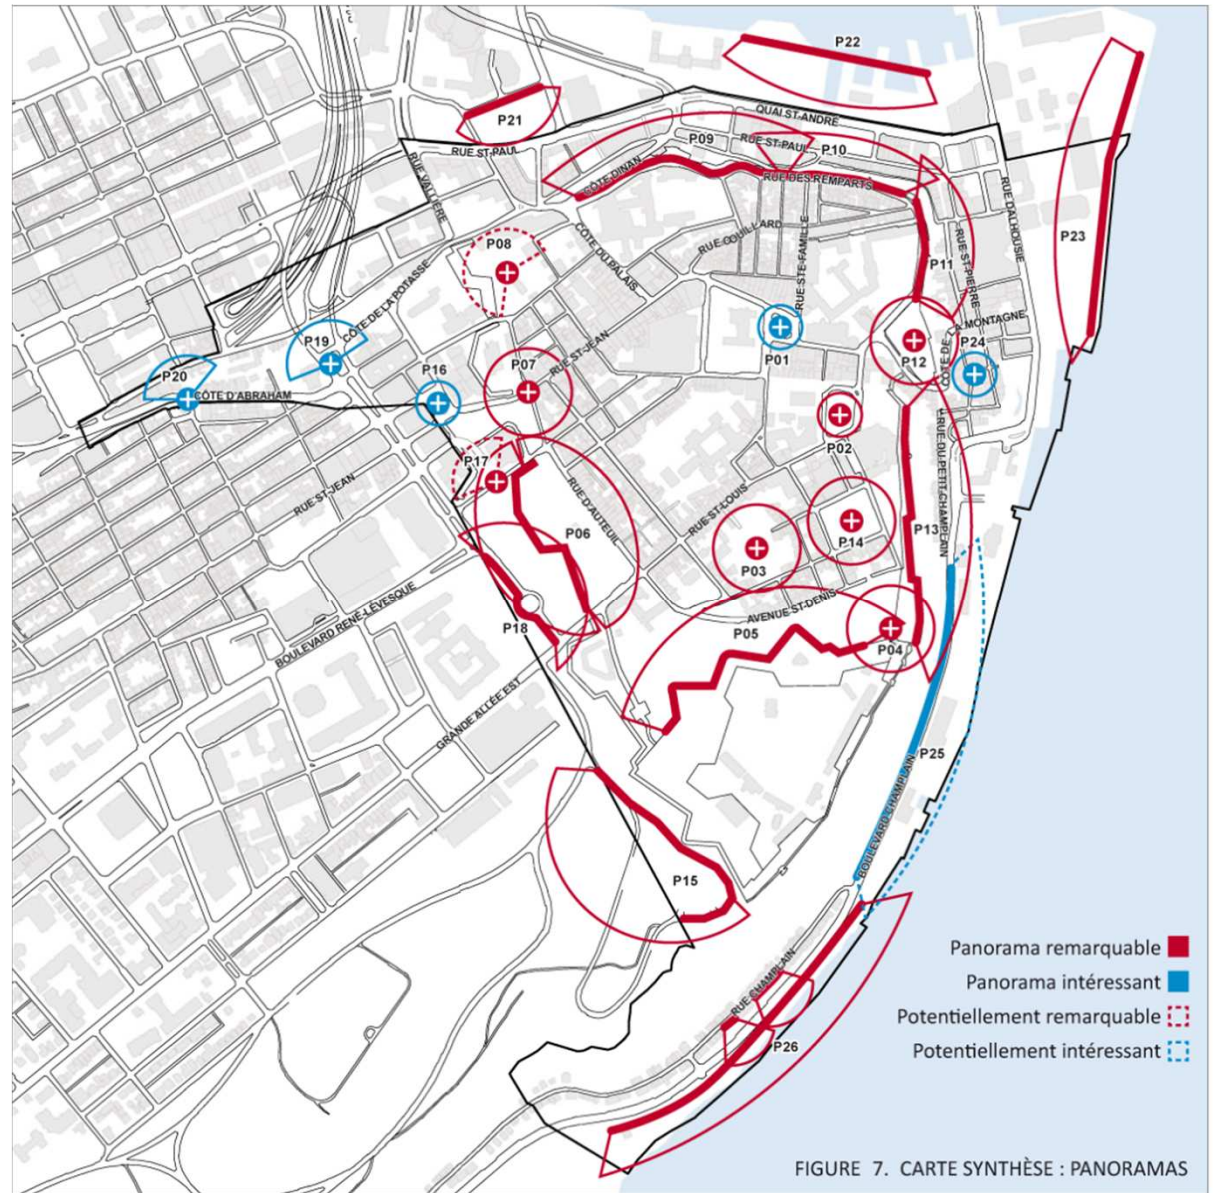 P22
P21
QUAI ST-ANDRÉ
RUE ST-PAUL
P09
RUE ST-PAUL
P10
RUE VALLIÈRE
CÔTE DINAN
RUE DES REMPARTS
RUE DALHOUSIE
P23
P08
CÔTE DU PALAIS
RUE COUILLARD
RUE STE-FAMILLE
RUE ST-PIERRE
P11
CÔTE DE LA POTASSE
P19
P01
P12
CÔTE DE LA MONTAGNE
P24
P20
CÔTE D'ABRAHAM
P16
P07
RUE ST-JEAN
P02
RUE DU PETIT CHAMPLAIN
P17
RUE ST-JEAN
RUE D'AUTEUIL
P06
RUE ST-LOUIS
P03
P14
P13
BOULEVARD RENÉ-LÉVESQUE
P18
AVENUE ST-DENIS
P05
P04
GRANDE ALLÉE EST
P25
BOULEVARD CHAMPLAIN
P15
RUE CHAMPLAIN
P26
Panorama remarquable
Panorama intéressant
Potentiellement remarquable
Potentiellement intéressant
FIGURE 7. CARTE SYNTHÈSE : PANORAMAS